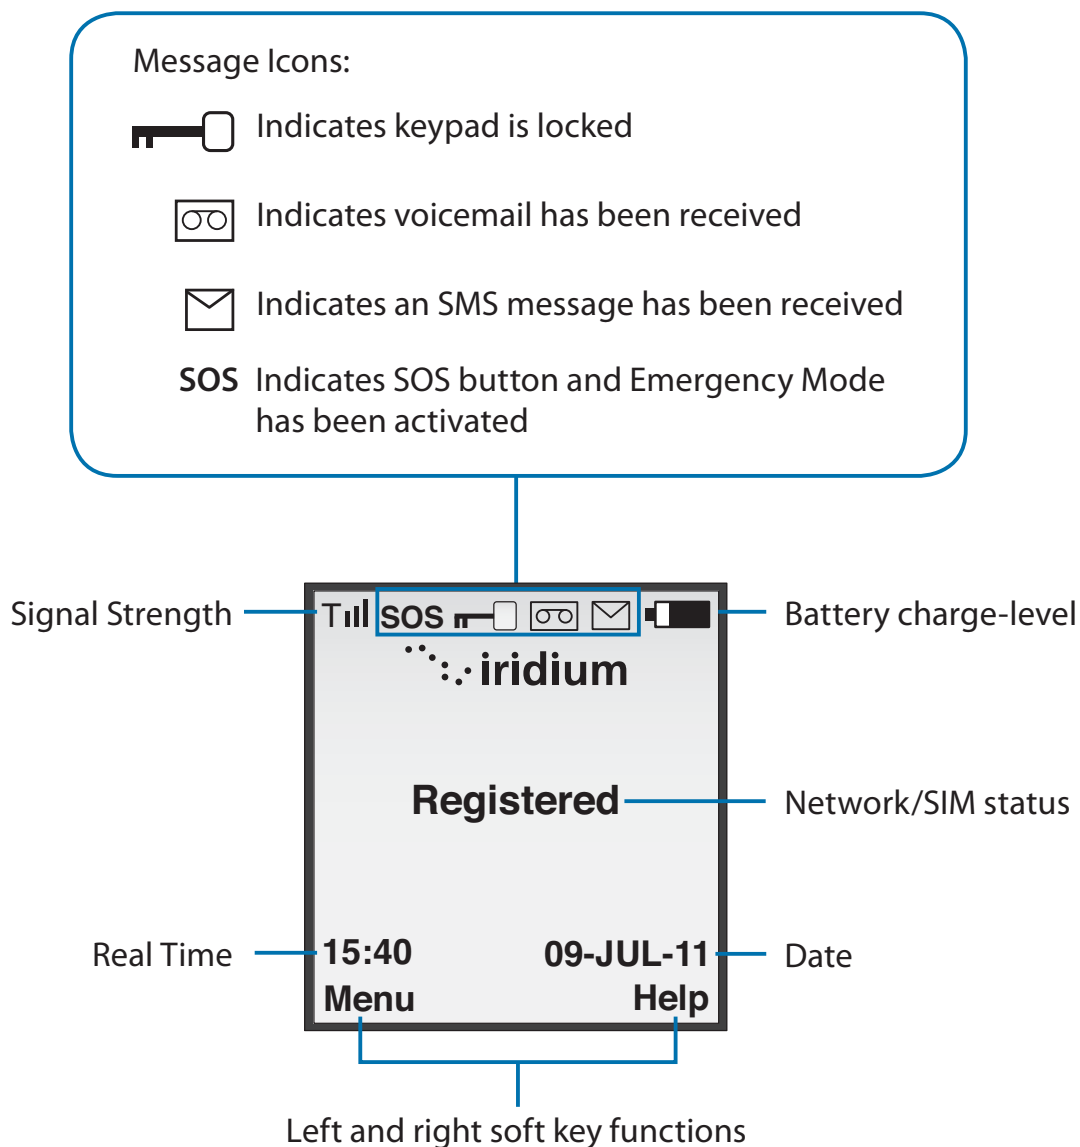 Message Icons:
Indicates keypad is locked
Indicates voicemail has been received
Indicates an SMS message has been received
SOS Indicates SOS button and Emergency Mode
has been activated
Signal Strength
SOS
Battery charge-level
iridium
Registered
Network/SIM status
Real Time
15:40
09-JUL-11
Date
Menu
Help
Left and right soft key functions